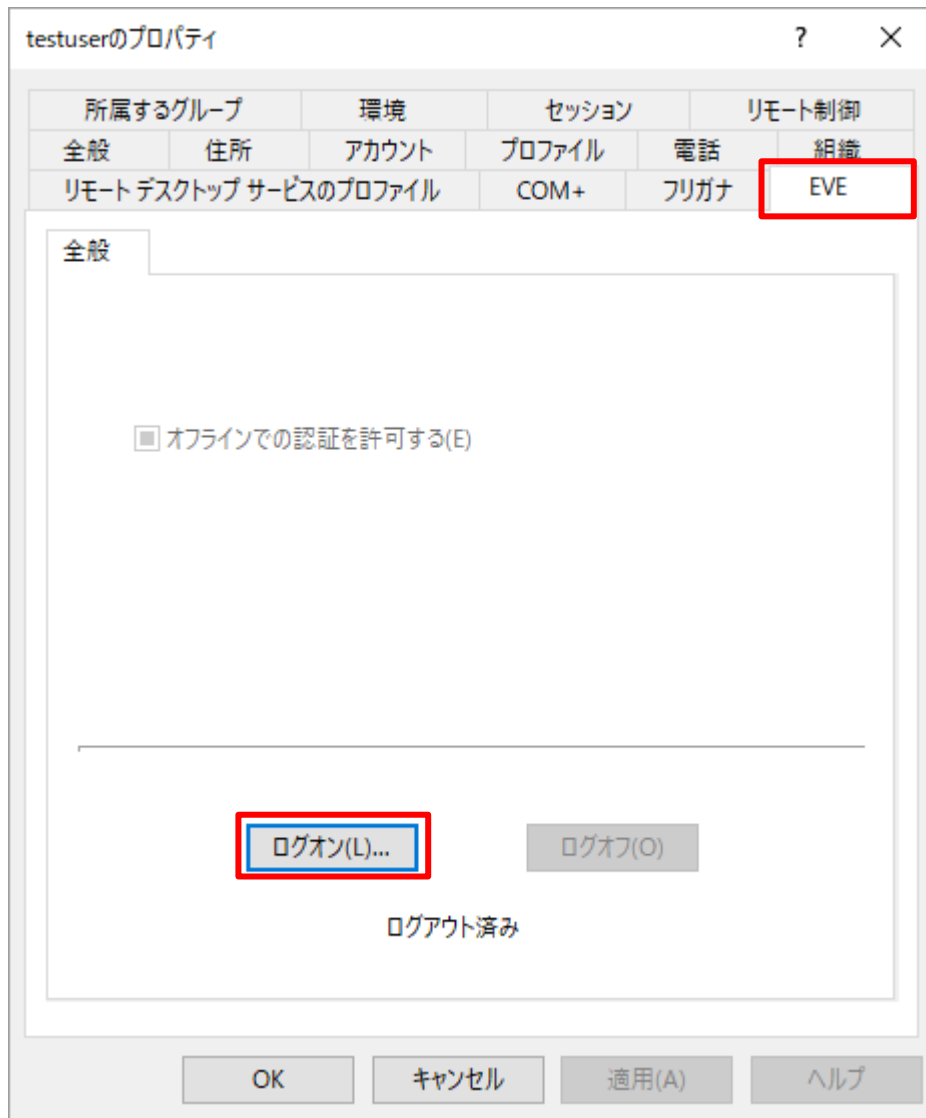 testuserのプロパティ ? ×
所属するグループ 環境 セッション リモート制御
全般 住所 アカウント プロファイル 電話 組織
リモート デスクトップ サービスのプロファイル COM+ フリガナ EVE
全般
オフラインでの認証を許可する(E)
ログオン(L)... ログオフ(O)
ログアウト済み
OK キャンセル 適用(A) ヘルプ